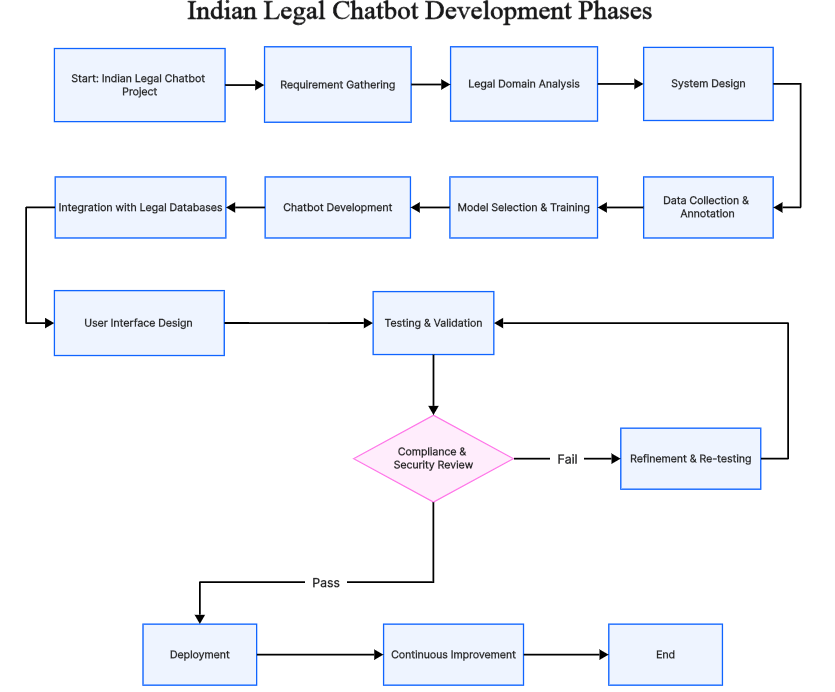 Indian Legal Chatbot Development Phases
Start: Indian Legal Chatbot
Project
Requirement Gathering
Legal Domain Analysis
System Design
Integration with Legal Databases
Chatbot Development
Model Selection & Training
Data Collection &
Annotation
User Interface Design
Testing & Validation
Compliance &
Security Review
Fail
Refinement & Re-testing
Pass
Deployment
Continuous Improvement
End